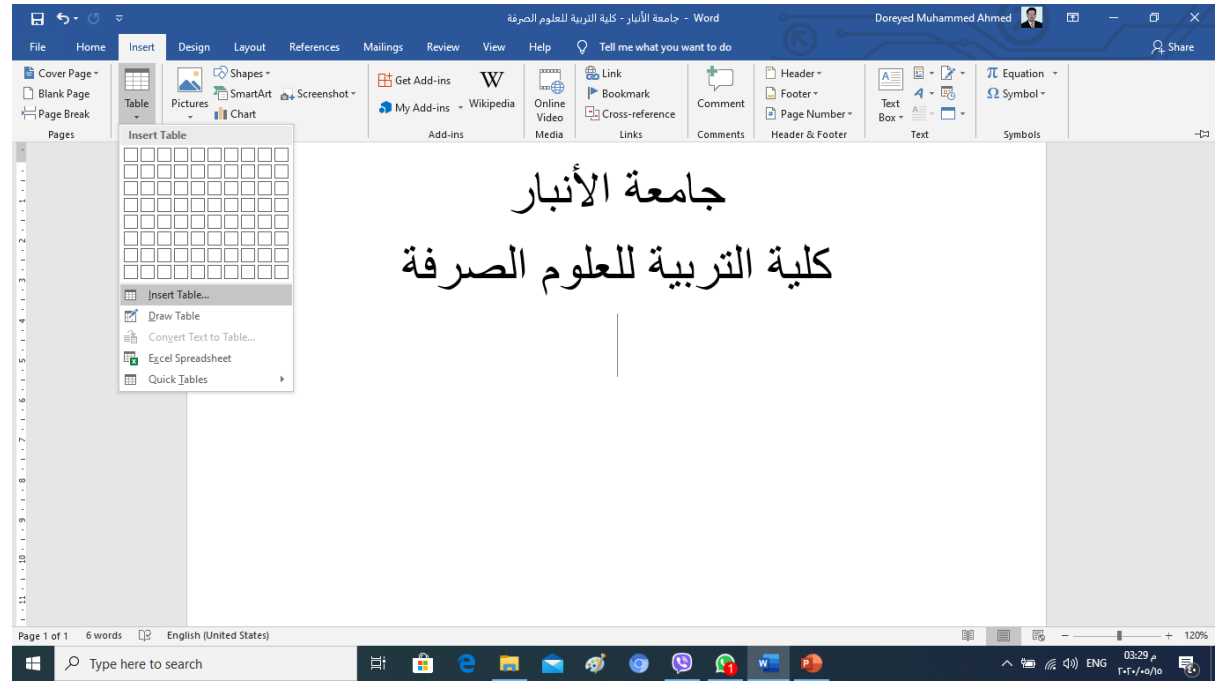 جامعة الأنبار - كلية التربية للعلوم الصرفة - Word
Doreyed Muhammed Ahmed
File Home Insert Design Layout References Mailings Review View Help Tell me what you want to do Share
Cover Page
Blank Page
Page Break
Pages
Table
Pictures
Shapes
SmartArt
Chart
Screenshot
Get Add-ins
My Add-ins
Wikipedia
Add-ins
Online Video
Media
Link
Bookmark
Cross-reference
Links
Comment
Comments
Header
Footer
Page Number
Header & Footer
Text Box
Text
Equation
Symbol
Symbols
Insert Table
Insert Table...
Draw Table
Convert Text to Table...
Excel Spreadsheet
Quick Tables
جامعة الأنبار
كلية التربية للعلوم الصرفة
Page 1 of 1 6 words English (United States) 120%
Type here to search
ENG
03:29 م
٢٠٢٠/٠٥/١٥